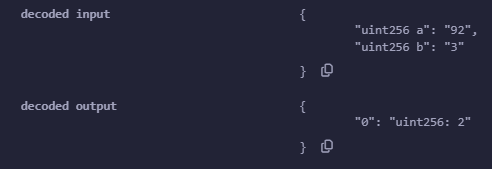 decoded input {
"uint256 a": "92",
"uint256 b": "3"
}
decoded output {
"0": "uint256: 2"
}